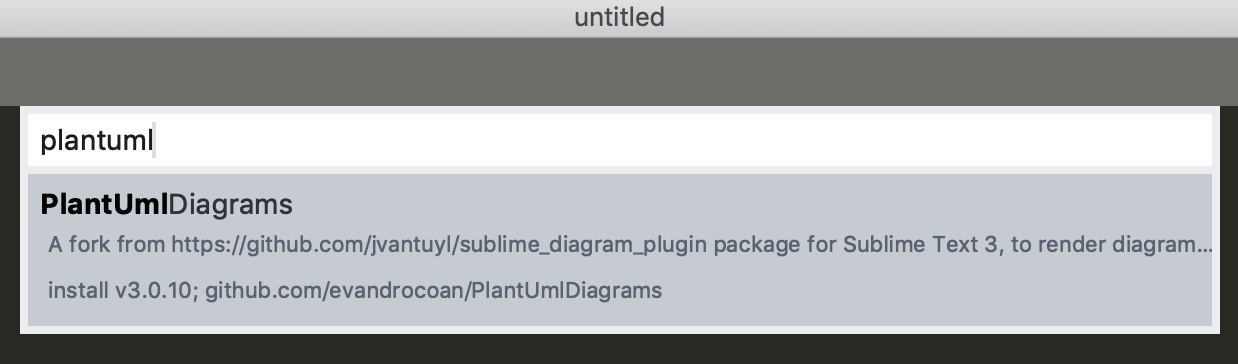 untitled
plantuml
PlantUmlDiagrams
A fork from https://github.com/jvantuyl/sublime_diagram_plugin package for Sublime Text 3, to render diagram...
install v3.0.10; github.com/evandrocoan/PlantUmlDiagrams